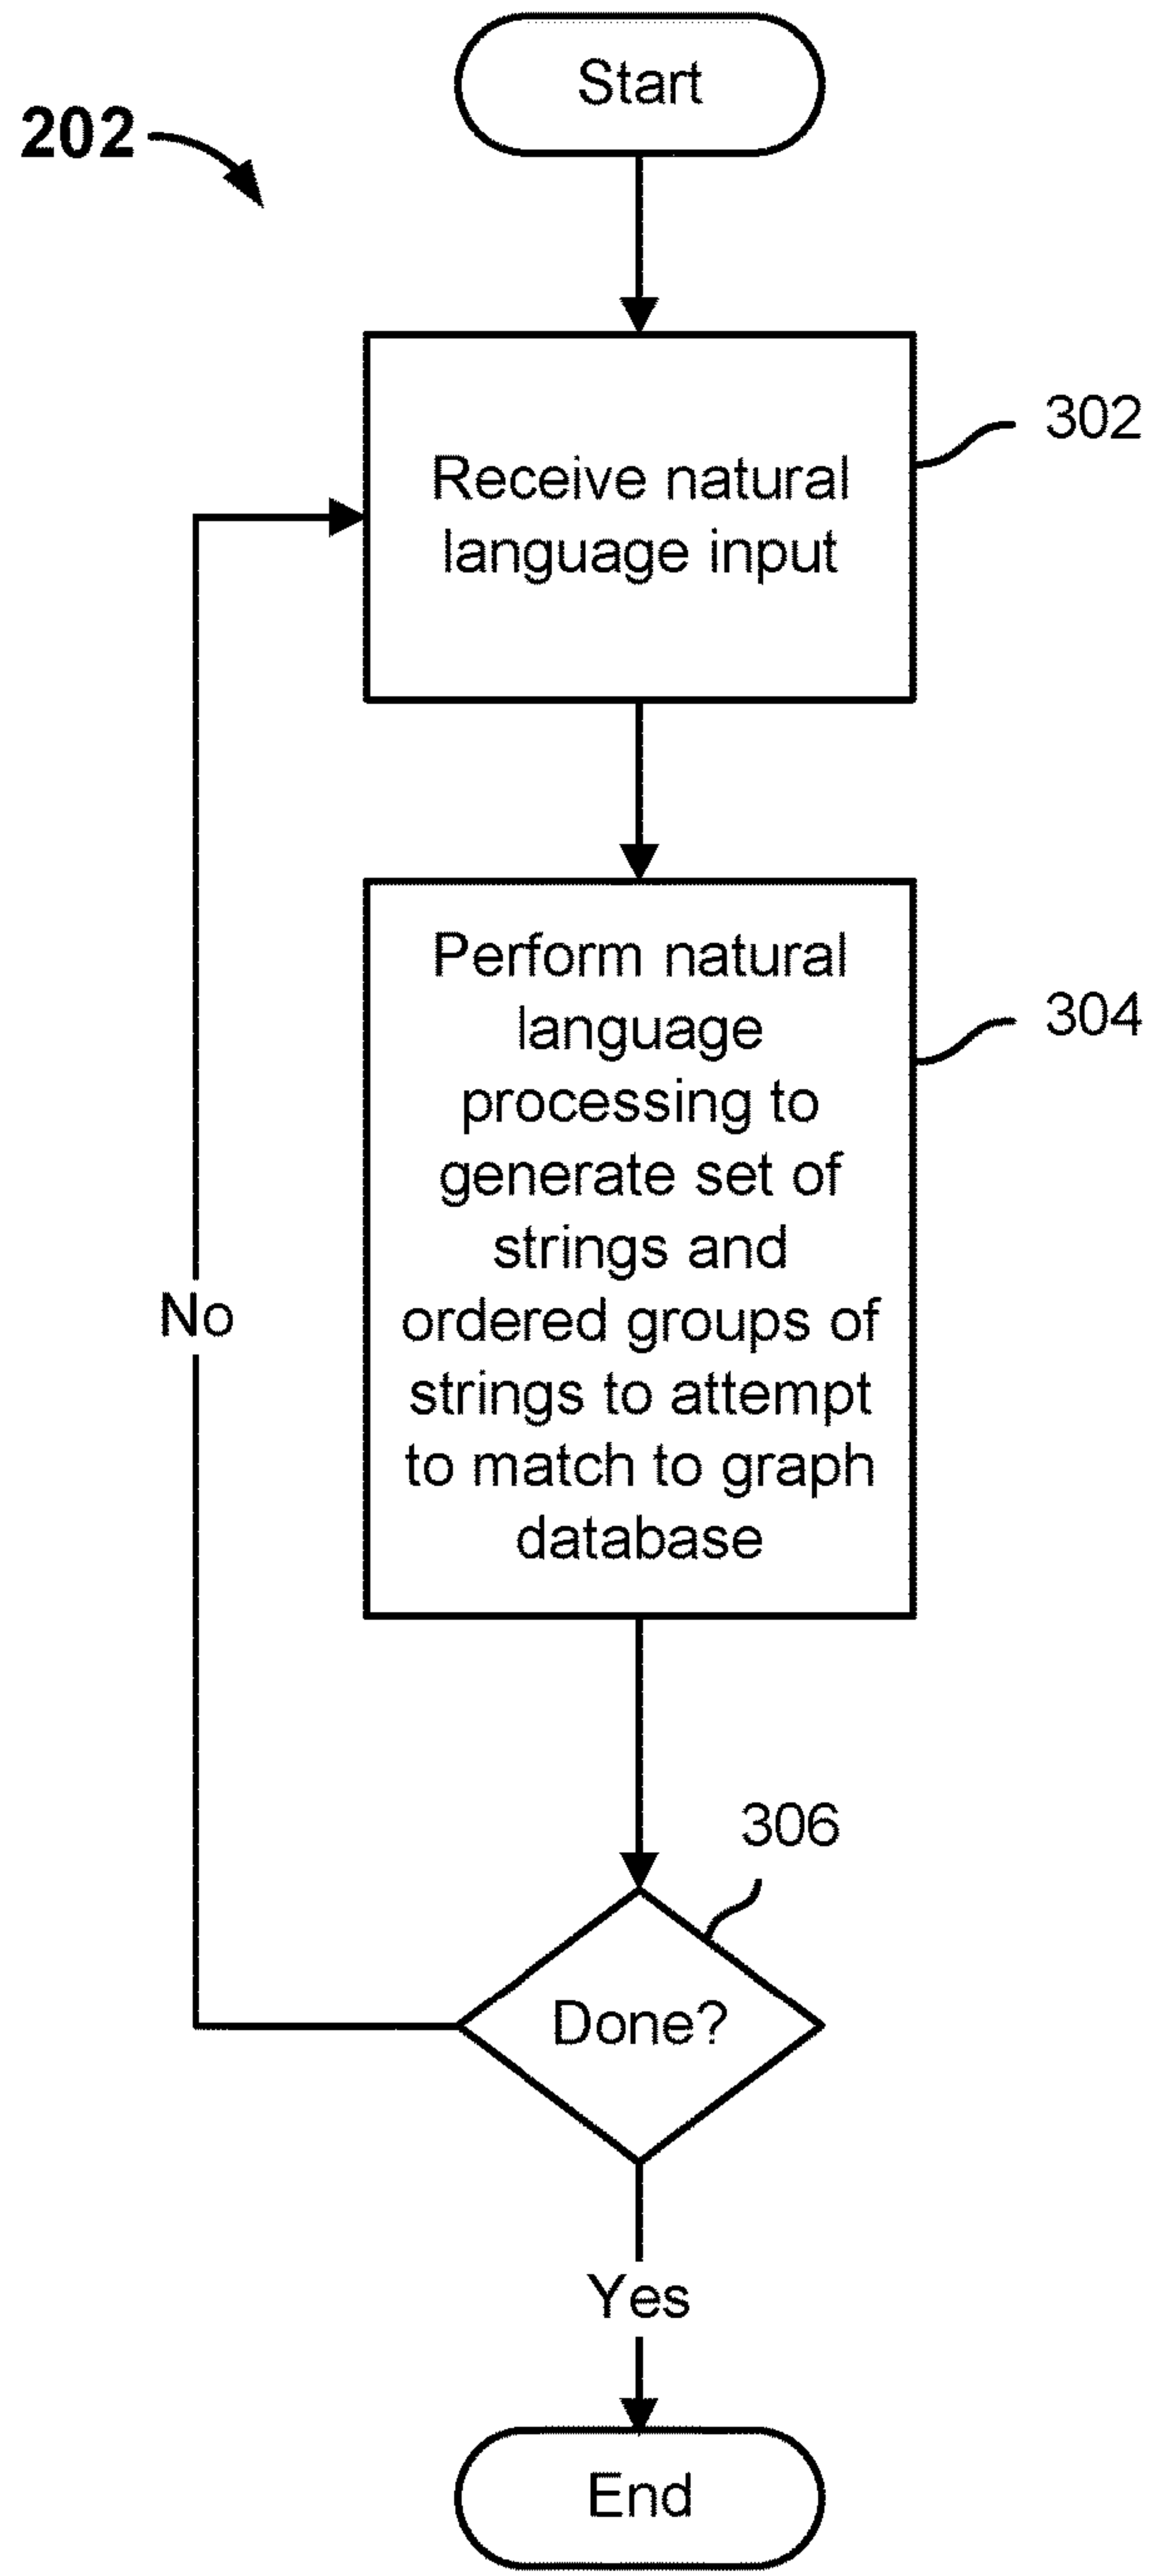 Start
202
302
Receive natural
language input
Perform natural
language
processing to
generate set of
strings and
ordered groups of
strings to attempt
to match to graph
database
304
No
306
Done?
Yes
End